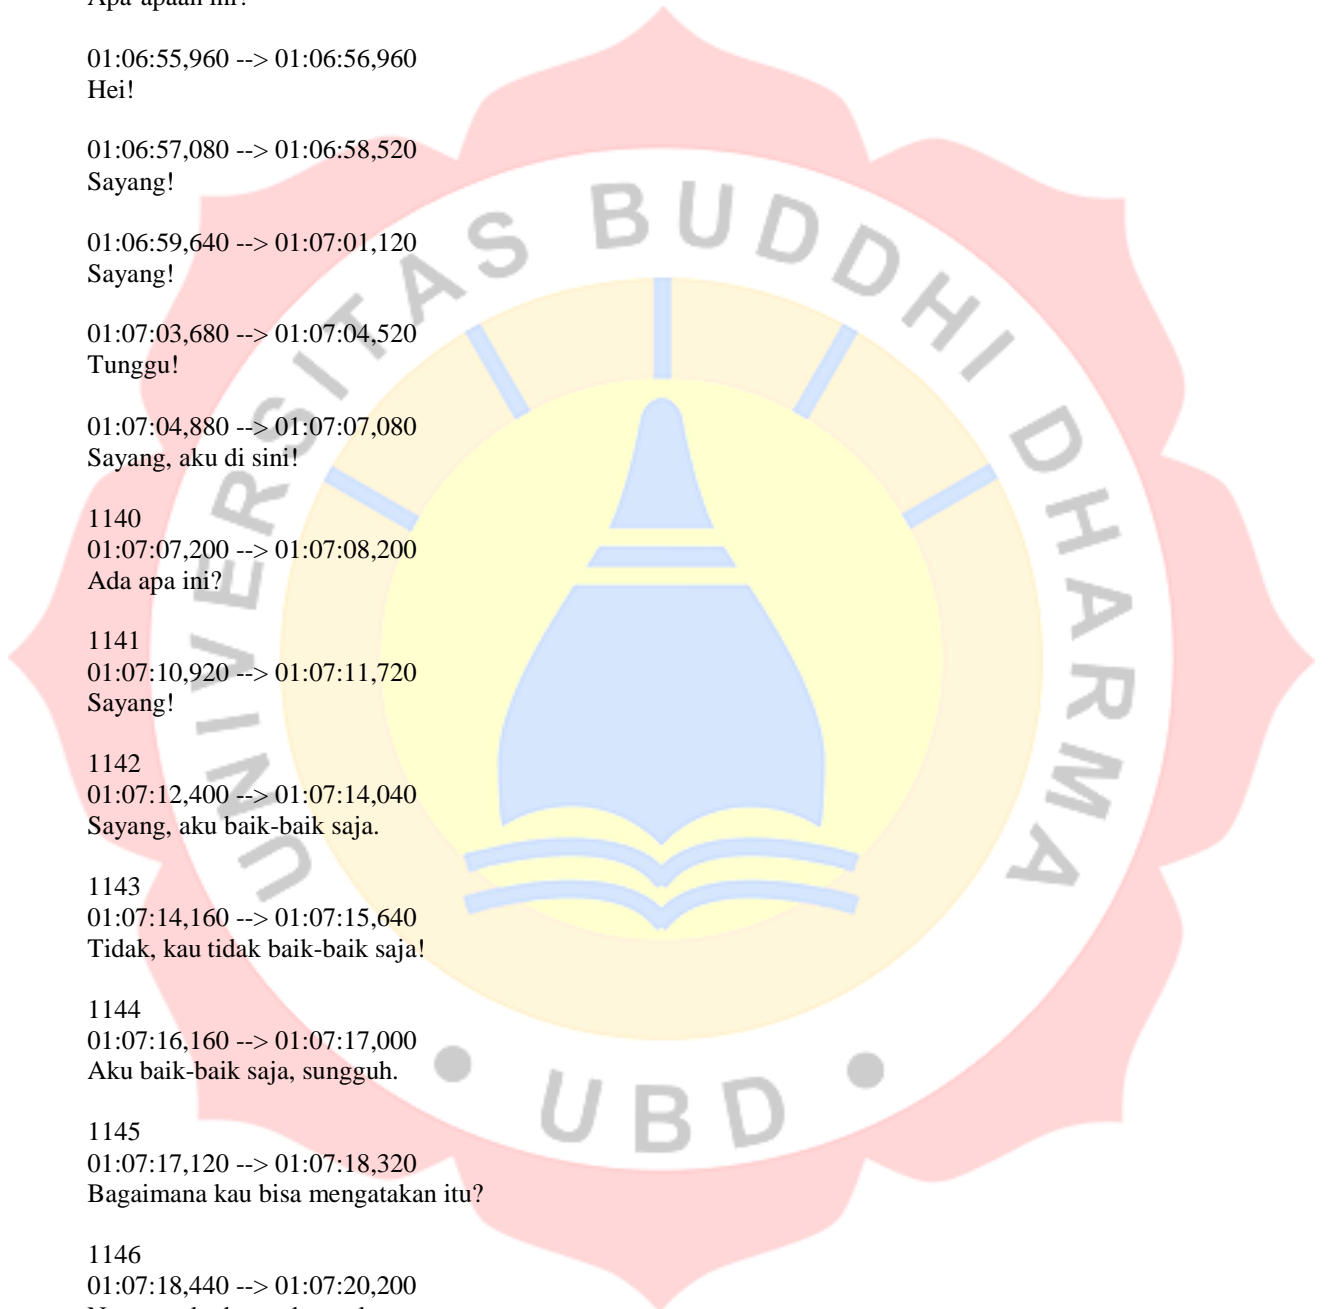 01:06:55,960 --> 01:06:56,960
Hei!
01:06:57,080 --> 01:06:58,520
Sayang!
01:06:59,640 --> 01:07:01,120
Sayang!
01:07:03,680 --> 01:07:04,520
Tunggu!
01:07:04,880 --> 01:07:07,080
Sayang, aku di sini!
1140
01:07:07,200 --> 01:07:08,200
Ada apa ini?
1141
01:07:10,920 --> 01:07:11,720
Sayang!
1142
01:07:12,400 --> 01:07:14,040
Sayang, aku baik-baik saja.
1143
01:07:14,160 --> 01:07:15,640
Tidak, kau tidak baik-baik saja!
1144
01:07:16,160 --> 01:07:17,000
Aku baik-baik saja, sungguh.
1145
01:07:17,120 --> 01:07:18,320
Bagaimana kau bisa mengatakan itu?
1146
01:07:18,440 --> 01:07:20,200
UNIVERSITAS BUDDHI DHARMA
• UBD •